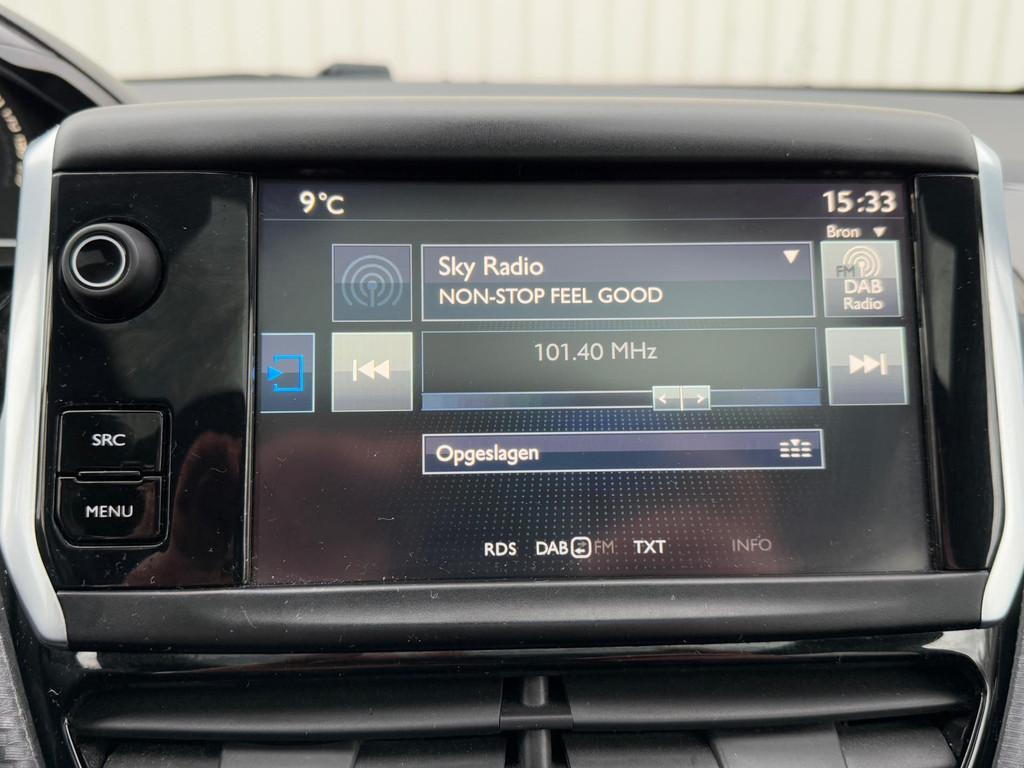 9°C
15:33
Bron
Sky Radio
NON-STOP FEEL GOOD
FM
DAB
Radio
101.40 MHz
SRC
Opgeslagen
MENU
RDS DAB FM TXT INFO